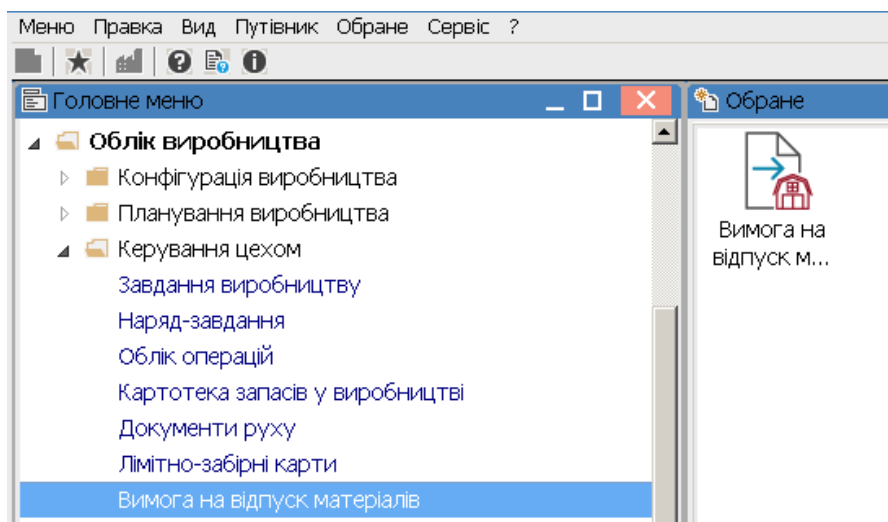 Меню Правка Вид Путівник Обране Сервіс ?
Головне меню
Облік виробництва
Конфігурація виробництва
Планування виробництва
Керування цехом
Завдання виробництву
Наряд-завдання
Облік операцій
Картотека запасів у виробництві
Документи руху
Лімітно-забірні карти
Вимога на відпуск матеріалів
Обране
Вимога на
відпуск м...